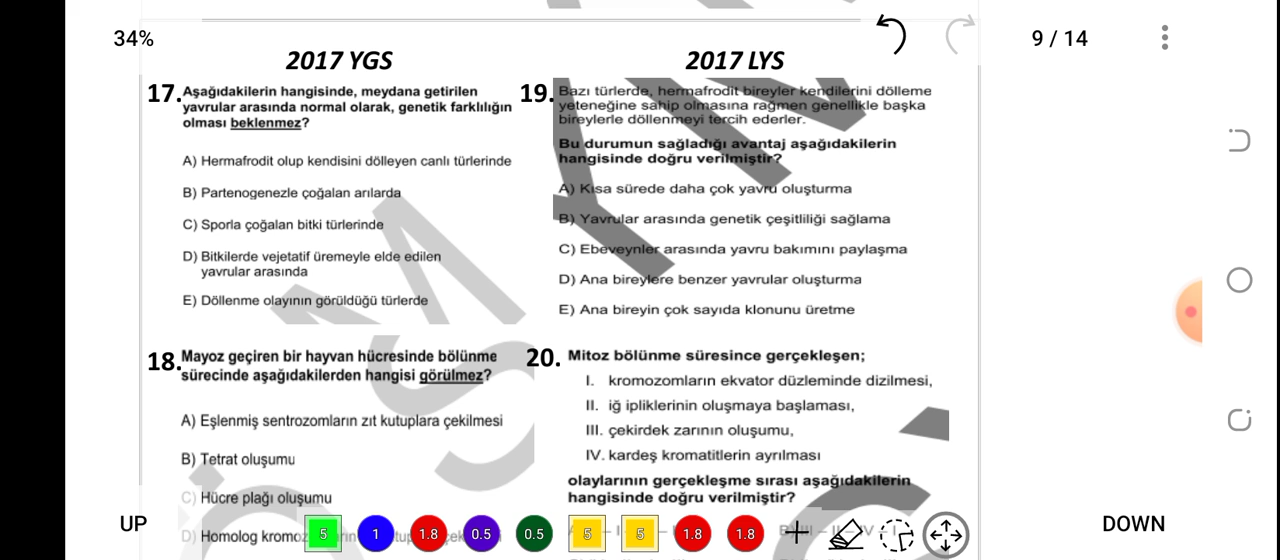 34%
9 / 14
2017 YGS
17. Aşağıdakilerin hangisinde, meydana getirilen
yavrular arasında normal olarak, genetik farklılığın
olması beklenmez?
A) Hermafrodit olup kendisini dölleyen canlı türlerinde
B) Partenogenezle çoğalan arılarda
C) Sporla çoğalan bitki türlerinde
D) Bitkilerde vejetatif üremeyle elde edilen
yavrular arasında
E) Döllenme olayının görüldüğü türlerde
18. Mayoz geçiren bir hayvan hücresinde bölünme
sürecinde aşağıdakilerden hangisi görülmez?
A) Eşlenmiş sentrozomların zıt kutuplara çekilmesi
B) Tetrat oluşumu
C) Hücre plağı oluşumu
D) Homolog
2017 LYS
19. Bazı türlerde, hermafrodit bireyler kendilerini dölleme
yeteneğine sahip olmasına rağmen genellikle başka
bireylerle döllenmeyi tercih ederler.
Bu durumun sağladığı avantaj aşağıdakilerin
hangisinde doğru verilmiştir?
A) Kısa sürede daha çok yavru oluşturma
B) Yavrular arasında genetik çeşitliliği sağlama
C) Ebeveynler arasında yavru bakımını paylaşma
D) Ana bireylere benzer yavrular oluşturma
E) Ana bireyin çok sayıda klonunu üretme
20. Mitoz bölünme süresince gerçekleşen;
I. kromozomların ekvator düzleminde dizilmesi,
II. iğ ipliklerinin oluşmaya başlaması,
III. çekirdek zarının oluşumu,
IV. kardeş kromatitlerin ayrılması
olaylarının gerçekleşme sırası aşağıdakilerin
hangisinde doğru verilmiştir?
UP
5 1 1.8 0.5 0.5 5 5 1.8 1.8
DOWN